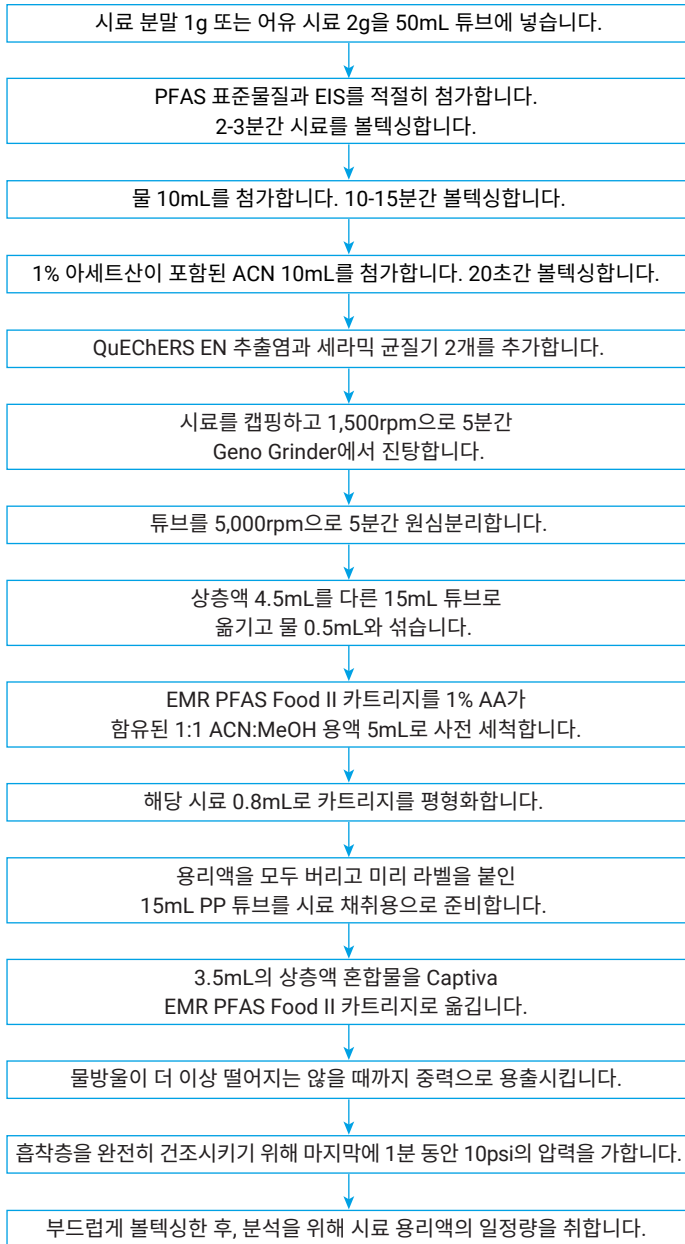 시료 분말 1g 또는 어유 시료 2g을 50mL 튜브에 넣습니다.
PFAS 표준물질과 EIS를 적절히 첨가합니다.
2-3분간 시료를 볼텍싱합니다.
물 10mL를 첨가합니다. 10-15분간 볼텍싱합니다.
1% 아세트산이 포함된 ACN 10mL를 첨가합니다. 20초간 볼텍싱합니다.
QuEChERS EN 추출염과 세라믹 균질기 2개를 추가합니다.
시료를 캡핑하고 1,500rpm으로 5분간
Geno Grinder에서 진탕합니다.
튜브를 5,000rpm으로 5분간 원심분리합니다.
상층액 4.5mL를 다른 15mL 튜브로
옮기고 물 0.5mL와 섞습니다.
EMR PFAS Food II 카트리지를 1% AA가
함유된 1:1 ACN:MeOH 용액 5mL로 사전 세척합니다.
해당 시료 0.8mL로 카트리지를 평형화합니다.
용리액을 모두 버리고 미리 라벨을 붙인
15mL PP 튜브를 시료 채취용으로 준비합니다.
3.5mL의 상층액 혼합물을 Captiva
EMR PFAS Food II 카트리지로 옮깁니다.
물방울이 더 이상 떨어지는 않을 때까지 중력으로 용출시킵니다.
흡착층을 완전히 건조시키기 위해 마지막에 1분 동안 10psi의 압력을 가합니다.
부드럽게 볼텍싱한 후, 분석을 위해 시료 용리액의 일정량을 취합니다.